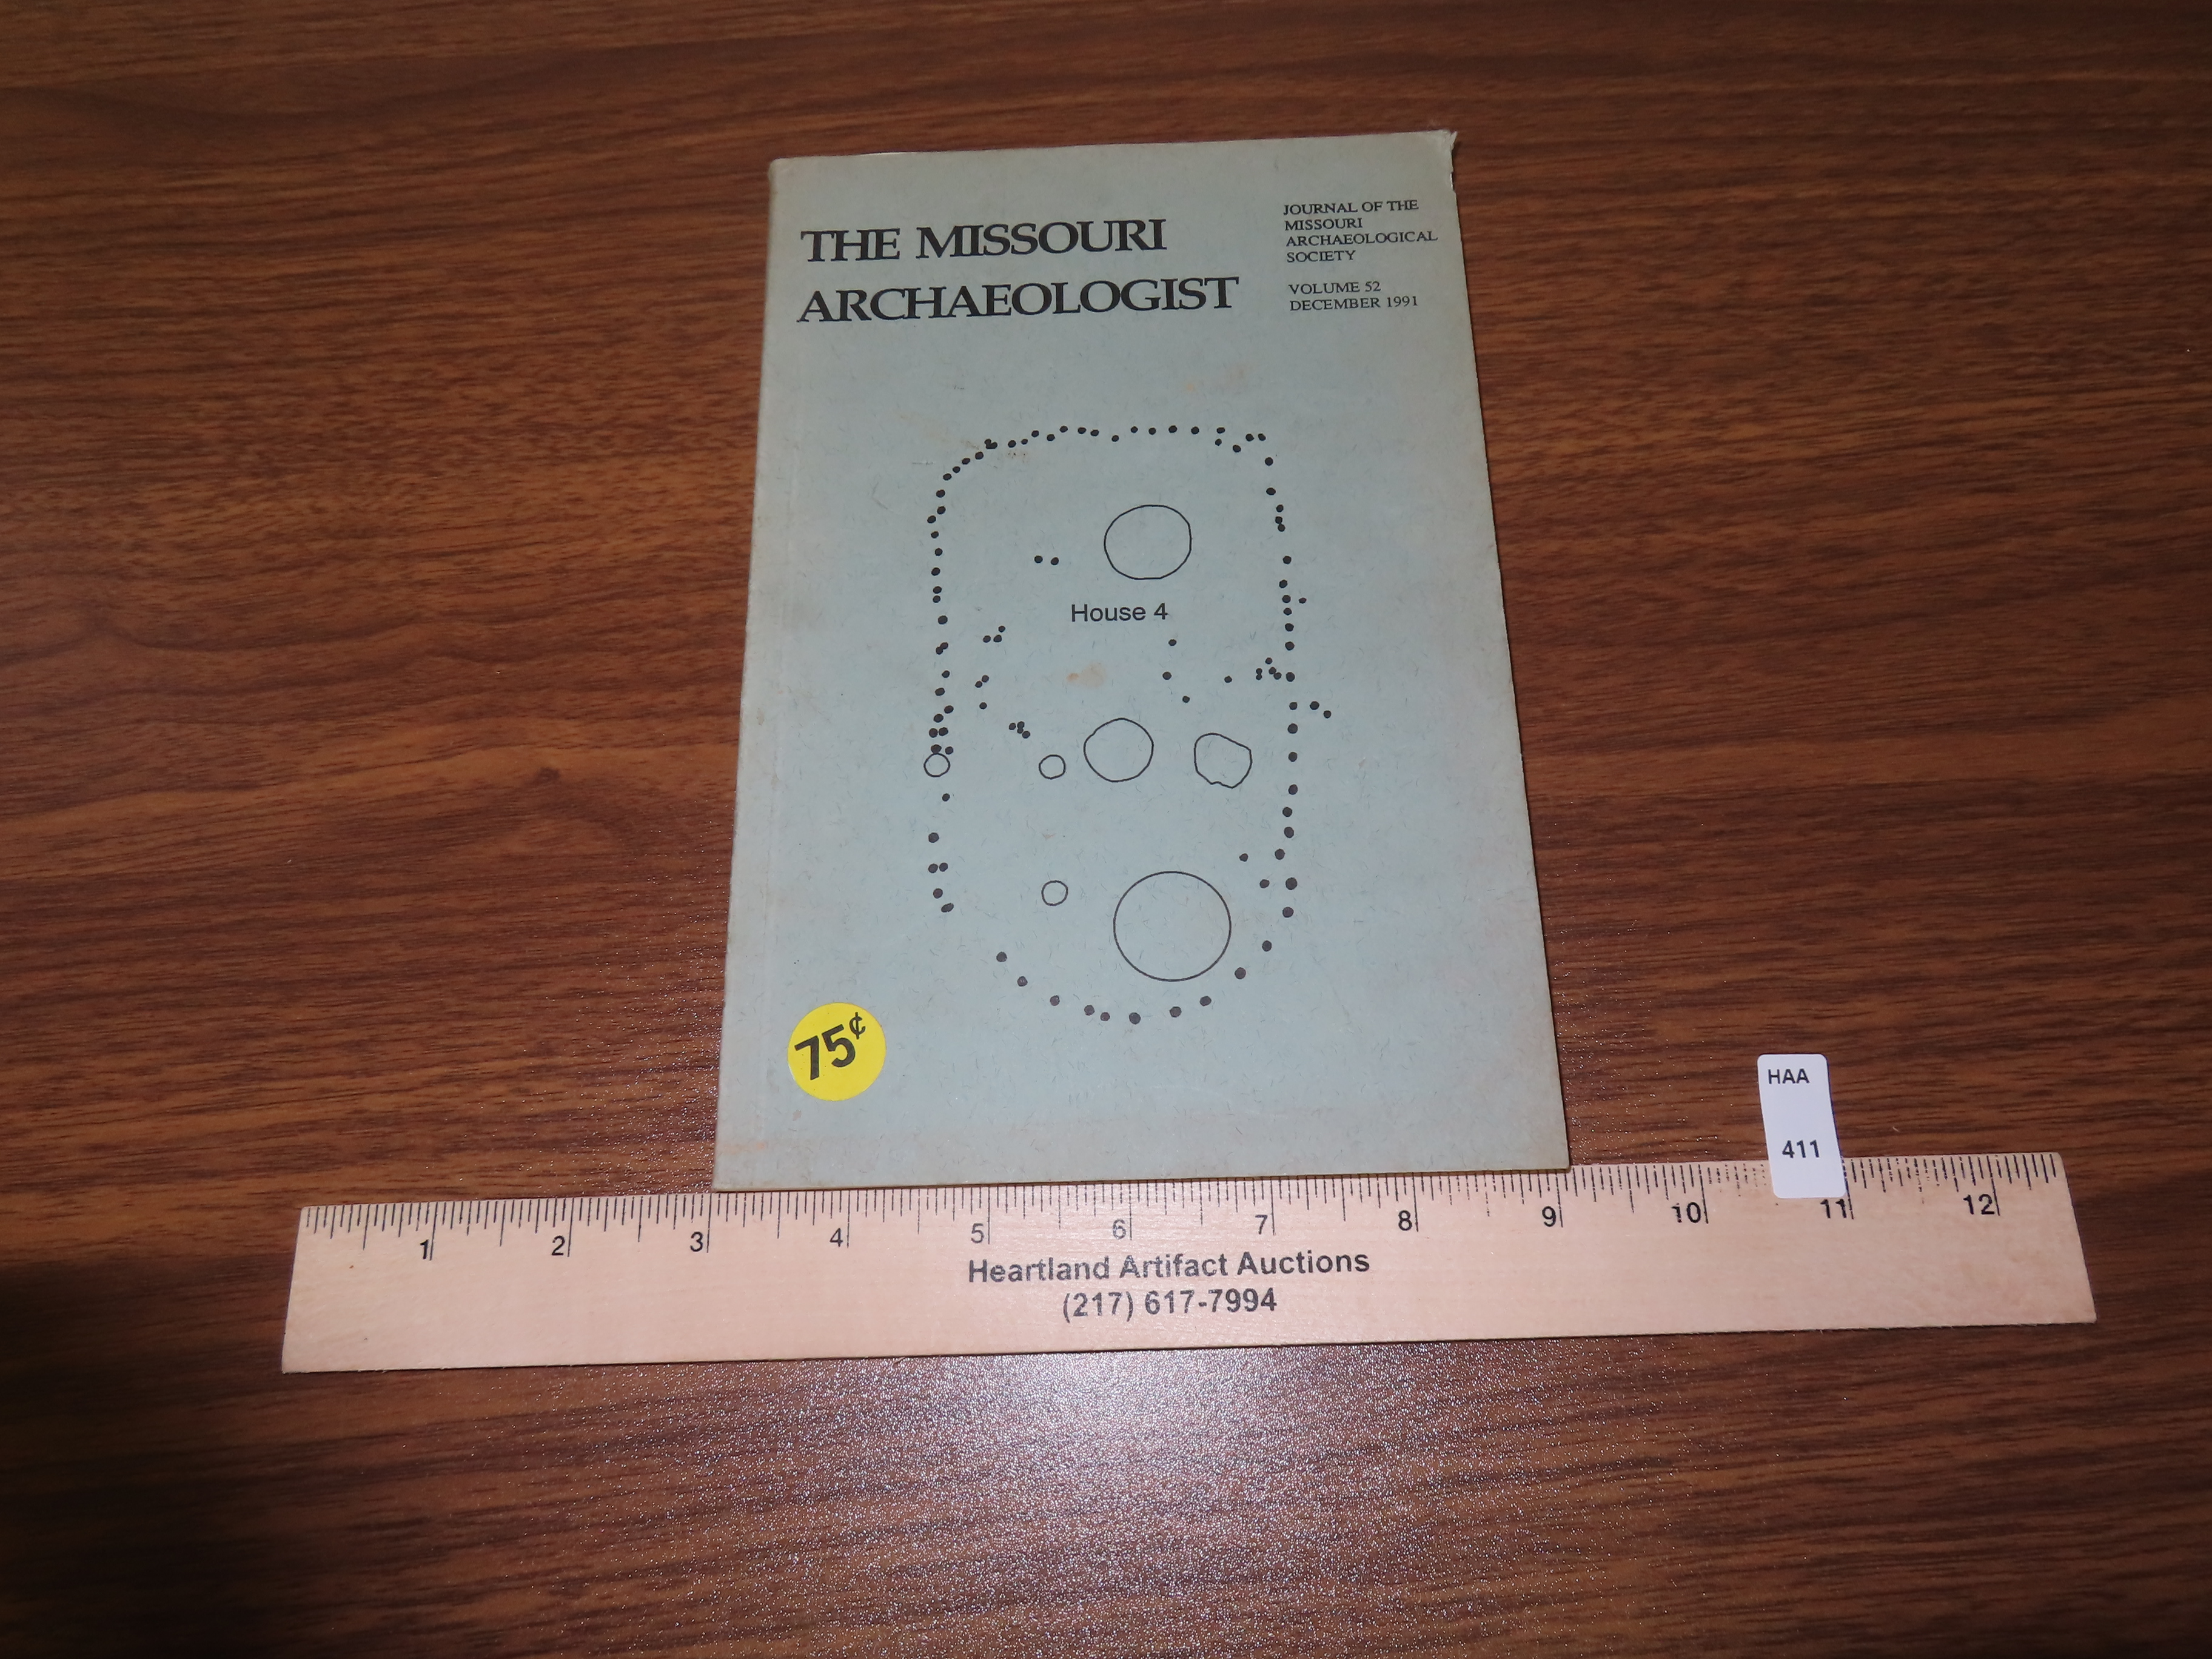 THE MISSOURI
ARCHAEOLOGIST
JOURNAL OF THE
MISSOURI
ARCHAEOLOGICAL
SOCIETY
VOLUME 52
DECEMBER 1991
House 4
75¢
HAA
411
1 2 3 4 5 6 7 8 9 10 11 12
Heartland Artifact Auctions
(217) 617-7994